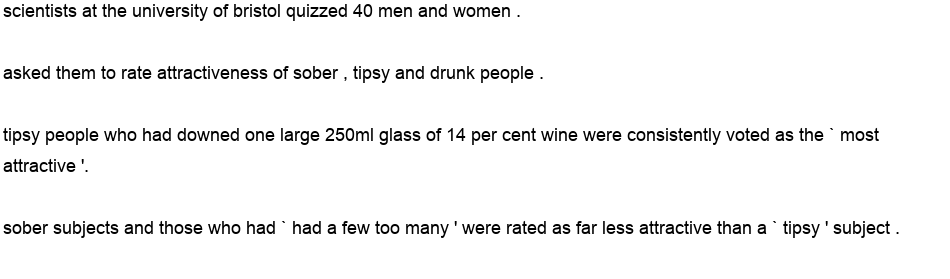 scientists at the university of bristol quizzed 40 men and women .
asked them to rate attractiveness of sober , tipsy and drunk people .
tipsy people who had downed one large 250ml glass of 14 per cent wine were consistently voted as the ` most
attractive '.
sober subjects and those who had ` had a few too many ' were rated as far less attractive than a ` tipsy ' subject .